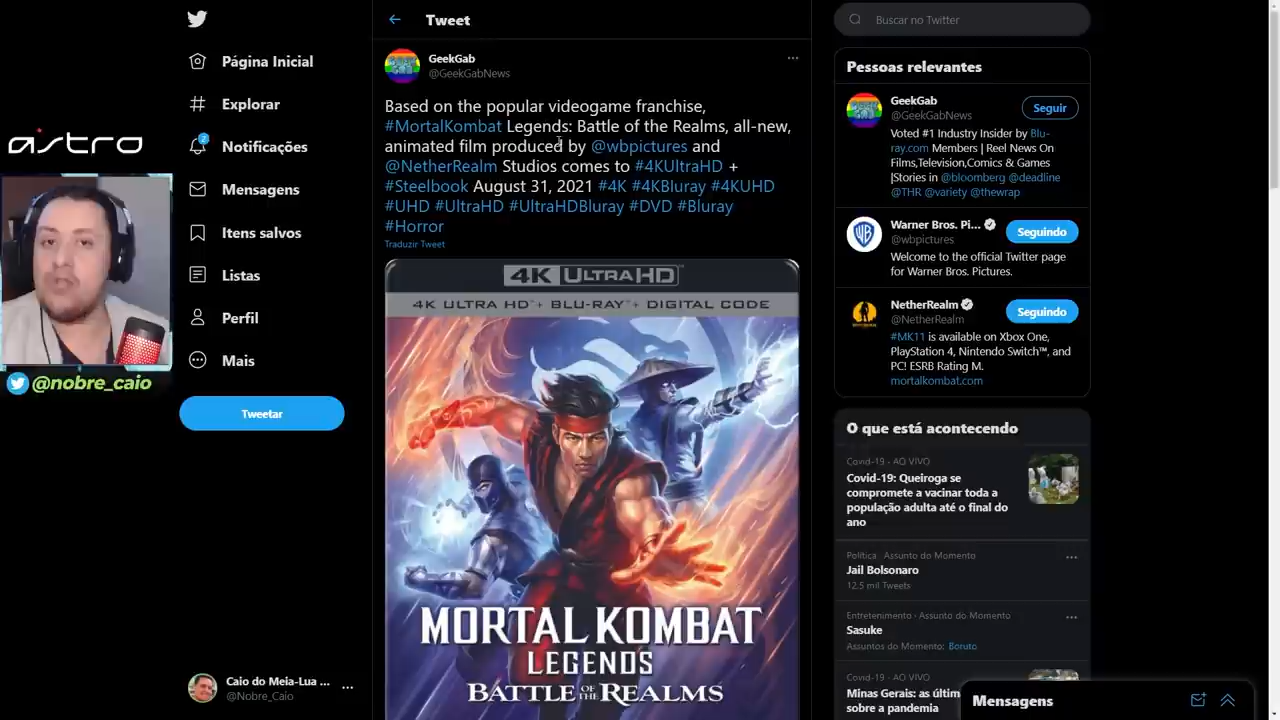 astro
@nobre_caio
Página Inicial
Explorar
2
Notificações
Mensagens
Itens salvos
Listas
Perfil
Mais
Tweetar
Caio do Meia-Lua ...
@Nobre_Caio
Tweet
GeekGab
@GeekGabNews
Based on the popular videogame franchise,
#MortalKombat Legends: Battle of the Realms, all-new,
animated film produced by @wbpictures and
@NetherRealm Studios comes to #4KUltraHD +
#Steelbook August 31, 2021 #4K #4KBluray #4KUHD
#UHD #UltraHD #UltraHDBluray #DVD #Bluray
#Horror
Traduzir Tweet
4K ULTRA HD
4K ULTRA HD + BLU-RAY + DIGITAL CODE
MORTAL KOMBAT
LEGENDS
BATTLE OF THE REALMS
Buscar no Twitter
Pessoas relevantes
GeekGab
@GeekGabNews
Seguir
Voted #1 Industry Insider by Blu-
ray.com Members | Reel News On
Films,Television,Comics & Games
|Stories in @bloomberg @deadline
@THR @variety @thewrap
Warner Bros. Pi...
@wbpictures
Seguindo
Welcome to the official Twitter page
for Warner Bros. Pictures.
NetherRealm
@NetherRealm
Seguindo
#MK11 is available on Xbox One,
PlayStation 4, Nintendo Switch™, and
PC! ESRB Rating M.
mortalkombat.com
O que está acontecendo
Covid-19 · AO VIVO
Covid-19: Queiroga se
compromete a vacinar toda a
população adulta até o final do
ano
Política · Assunto do Momento
Jail Bolsonaro
12,5 mil Tweets
Entretenimento · Assunto do Momento
Sasuke
Assuntos do Momento: Boruto
Covid-19 · AO VIVO
Minas Gerais: as últim
sobre a pandemia
Mensagens